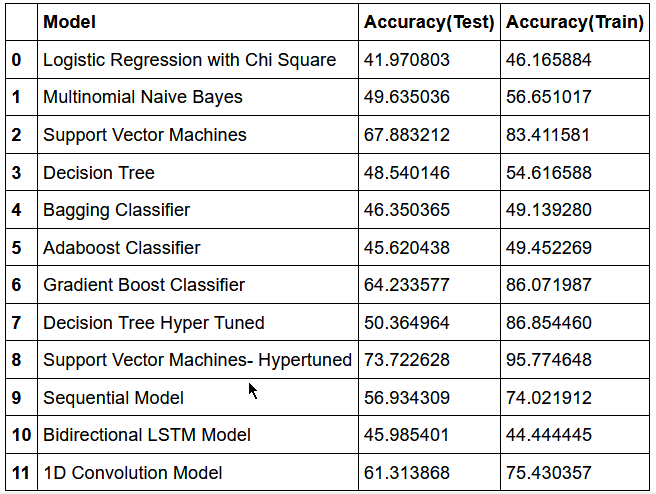 Model Accuracy(Test) Accuracy(Train)
0 Logistic Regression with Chi Square 41.970803 46.165884
1 Multinomial Naive Bayes 49.635036 56.651017
2 Support Vector Machines 67.883212 83.411581
3 Decision Tree 48.540146 54.616588
4 Bagging Classifier 46.350365 49.139280
5 Adaboost Classifier 45.620438 49.452269
6 Gradient Boost Classifier 64.233577 86.071987
7 Decision Tree Hyper Tuned 50.364964 86.854460
8 Support Vector Machines- Hypertuned 73.722628 95.774648
9 Sequential Model 56.934309 74.021912
10 Bidirectional LSTM Model 45.985401 44.444445
11 1D Convolution Model 61.313868 75.430357